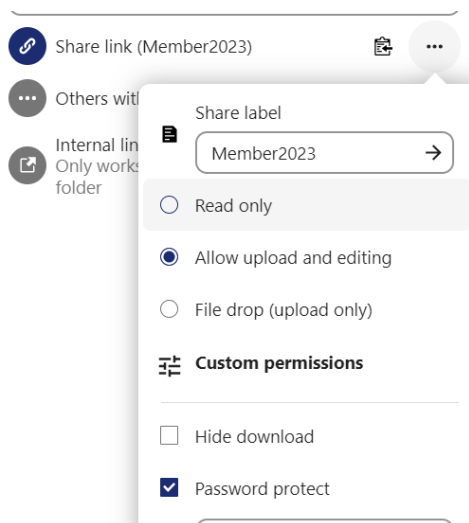 Share link (Member2023)
Others wit
Internal lin
Only works
folder
Share label
Member2023
Read only
Allow upload and editing
File drop (upload only)
Custom permissions
Hide download
Password protect